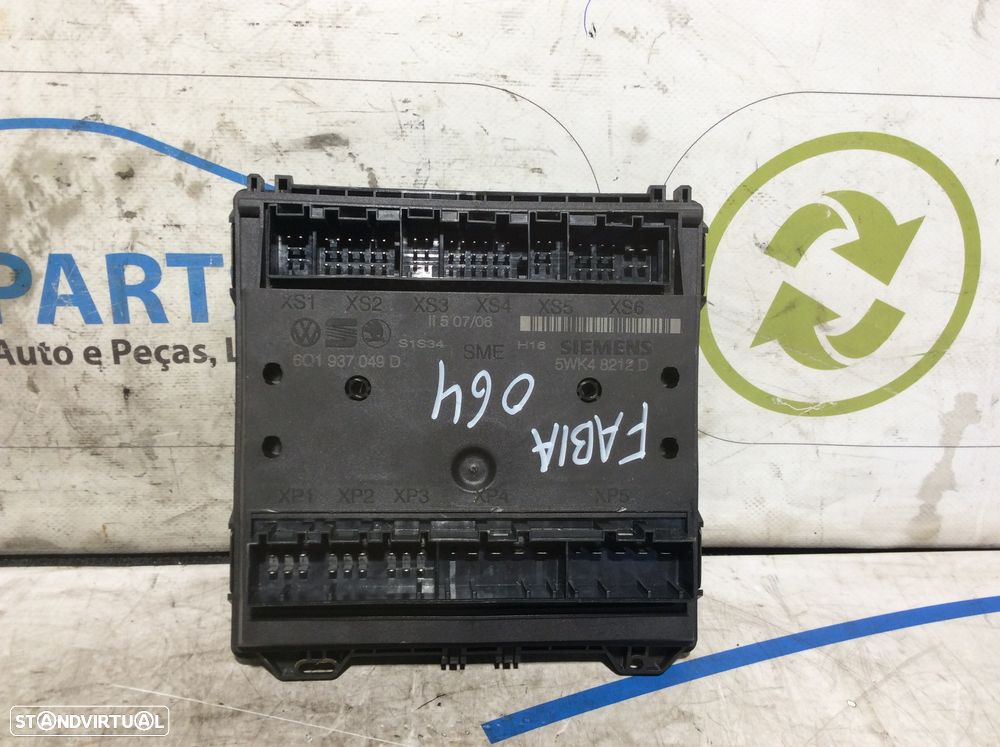 PARTS
Auto e Peças, L
XS1 XS2 XS3 XS4 XS5 XS6
II 5 07/06
S1S34
SME
H16
SIEMENS
6Q1 937 049 D
5WK4 8212 D
FABIA
064
XP1 XP2 XP3 XP4 XP5
STANDVIRTUAL